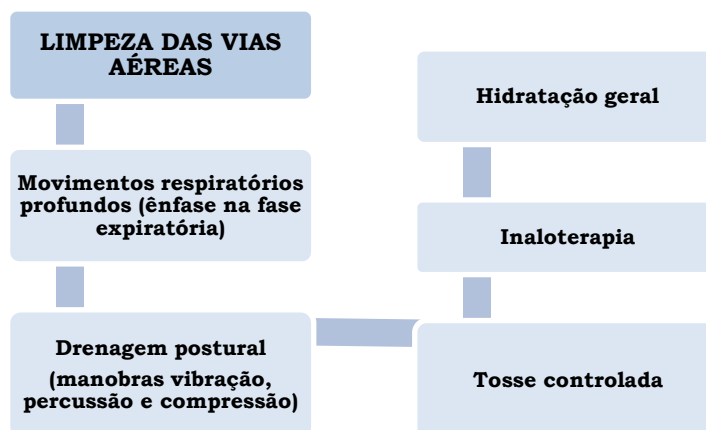 LIMPEZA DAS VIAS
AÉREAS
Movimentos respiratórios
profundos (ênfase na fase
expiratória)
Drenagem postural
(manobras vibração,
percussão e compressão)
Tosse controlada
Inaloterapia
Hidratação geral